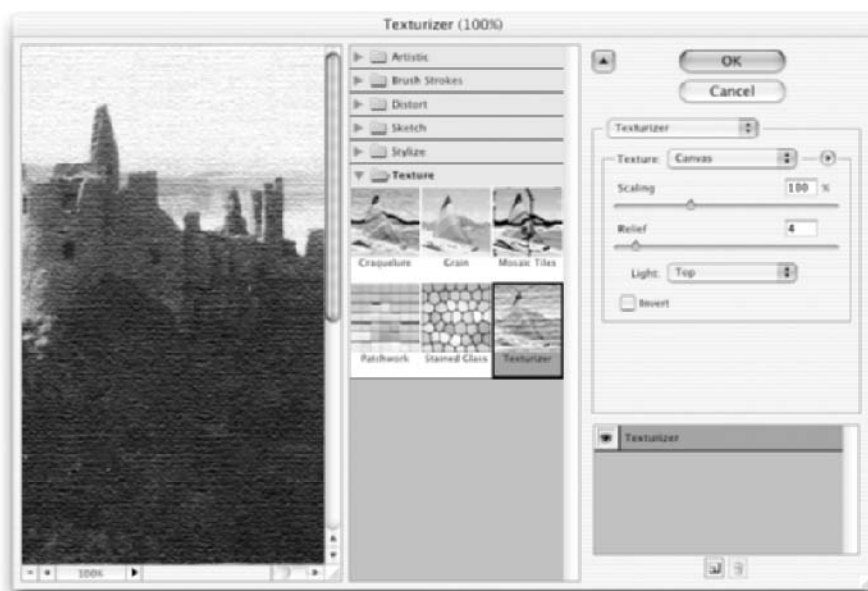 Texturizer (100%)
Artistic
Brush Strokes
Distort
Sketch
Stylize
Texture
Craquelure
Grain
Mosaic Tiles
Patchwork
Stained Glass
Texturizer
100%
OK
Cancel
Texturizer
Texture: Canvas
Scaling 100 %
Relief 4
Light: Top
Invert
Texturizer